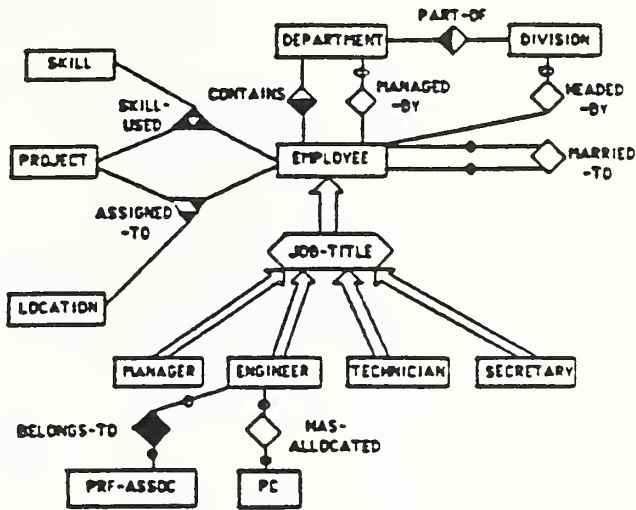 PART-OF
DEPARTMENT
DIVISION
SKILL
CONTAINS
MANAGED
-BY
HEADED
-BY
SKILL-
USED
PROJECT
EMPLOYEE
MARRIED
-TO
ASSIGNED
-TO
JOB-TITLE
LOCATION
MANAGER
ENGINEER
TECHNICIAN
SECRETARY
BELONGS-TO
HAS-
ALLOCATED
PRF-ASSOC
PC